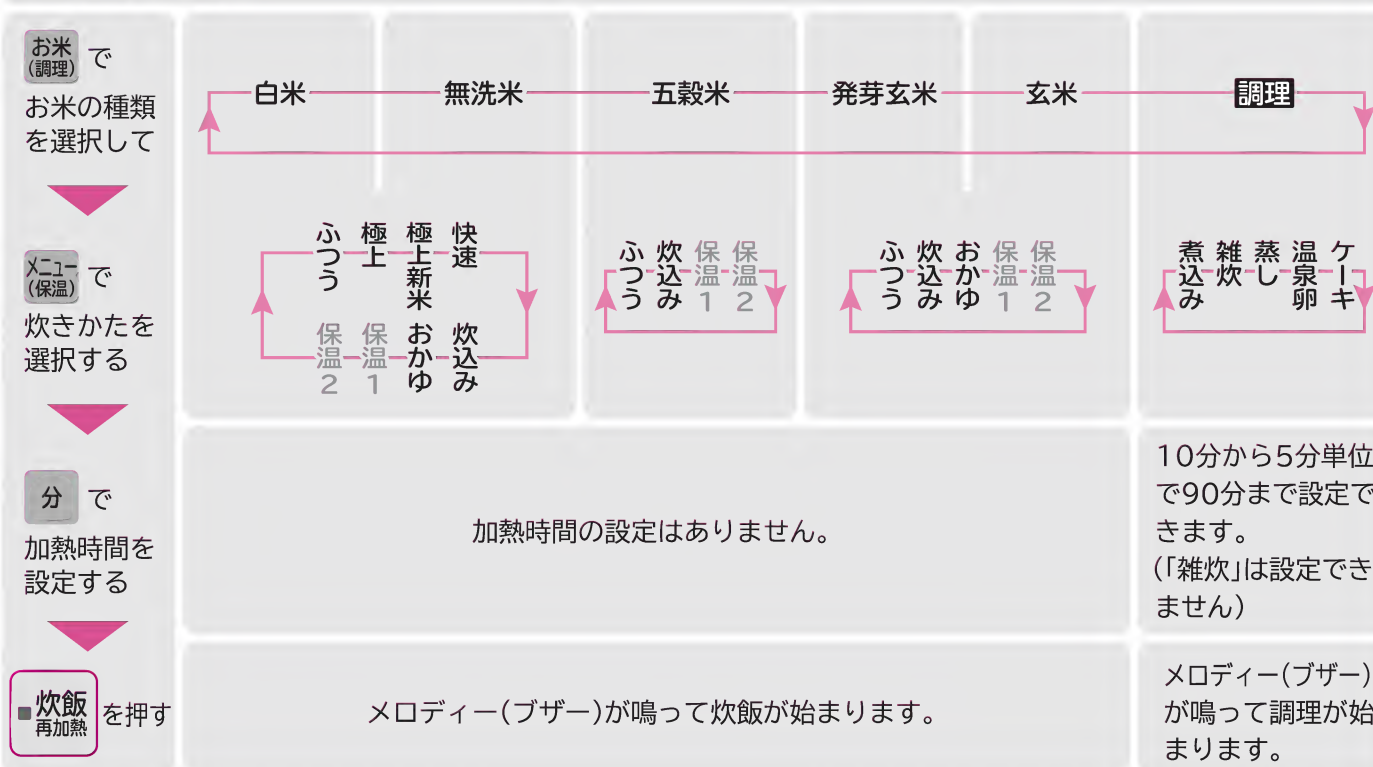 お米(調理) で
お米の種類
を選択して
白米 無洗米 五穀米 発芽玄米 玄米 調理
メニュー(保温) で
炊きかたを
選択する
ふつう 極上 極上新米 快速
炊込み おかゆ 保温1 保温2
ふつう 炊込み 保温1 保温2
ふつう 炊込み おかゆ 保温1 保温2
煮込み 雑炊 蒸し 温泉卵 ケーキ
分 で
加熱時間を
設定する
加熱時間の設定はありません。
10分から5分単位
で90分まで設定で
きます。
(「雑炊」は設定でき
ません)
炊飯
再加熱 を押す
メロディー(ブザー)が鳴って炊飯が始まります。
メロディー(ブザー)
が鳴って調理が始
まります。